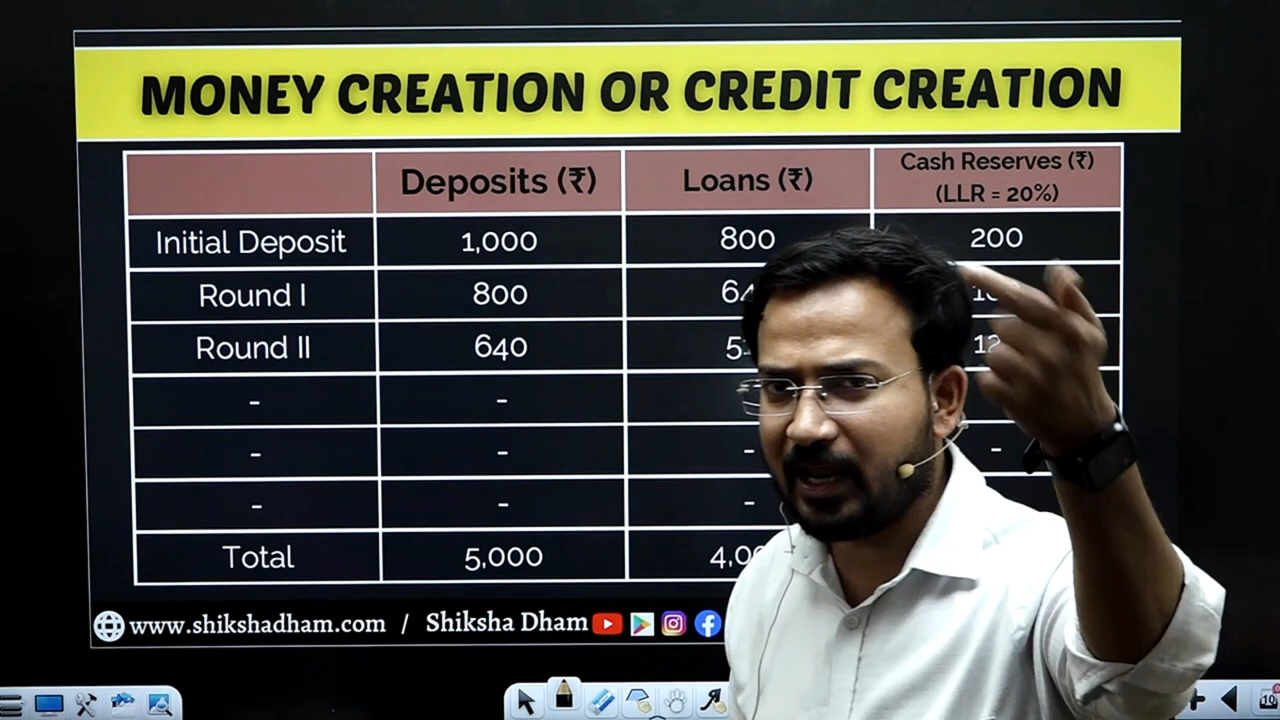 MONEY CREATION OR CREDIT CREATION
Deposits (₹) Loans (₹) Cash Reserves (₹)
(LLR = 20%)
Initial Deposit 1,000 800 200
Round I 800
Round II 640
- -
- - - -
- - -
Total 5,000
www.shikshadham.com / Shiksha Dham